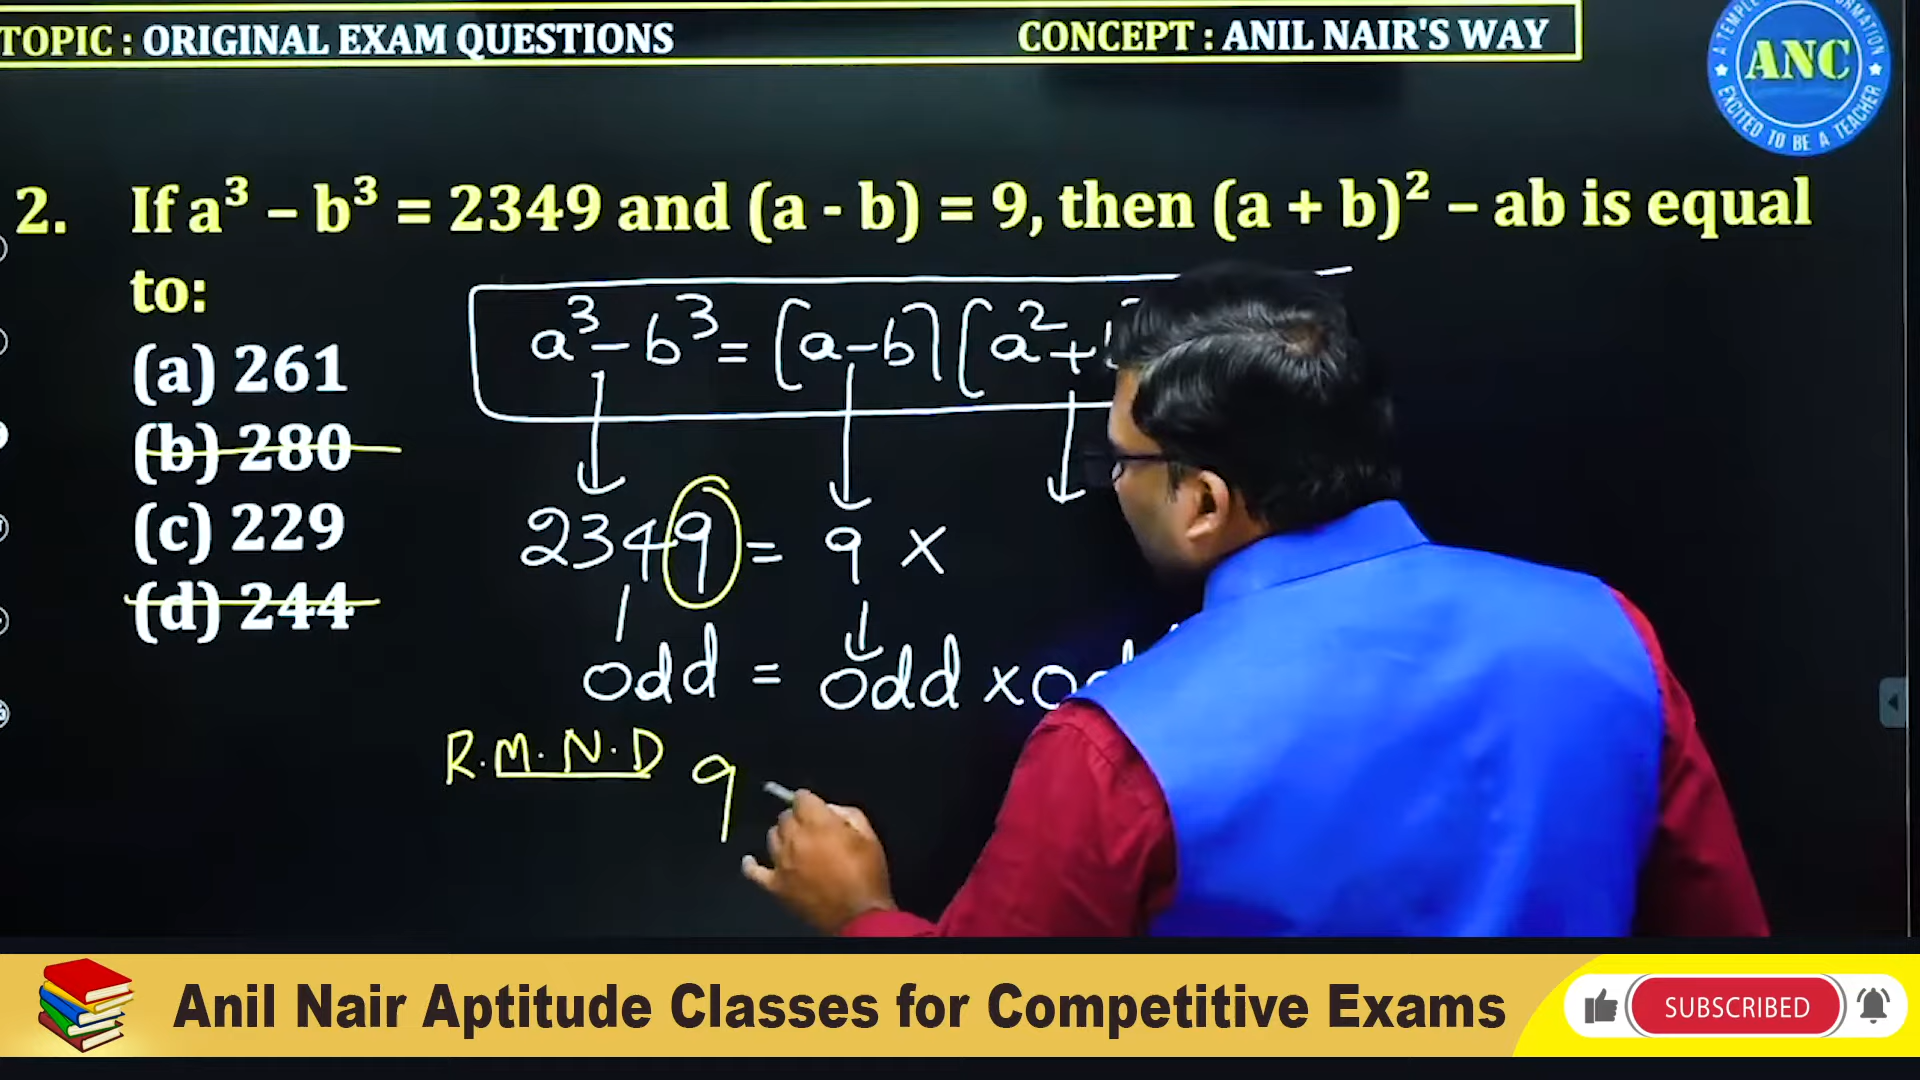 TOPIC : ORIGINAL EXAM QUESTIONS
CONCEPT : ANIL NAIR'S WAY
ANC
EXCITED TO BE A TEACHER
2. If a³ – b³ = 2349 and (a - b) = 9, then (a + b)² – ab is equal
to:
(a) 261
(b) 280
(c) 229
(d) 244
a³ – b³ = (a–b) (a² +
2349 = 9 ×
odd = odd × od
R.M.N.D 9
Anil Nair Aptitude Classes for Competitive Exams
SUBSCRIBED